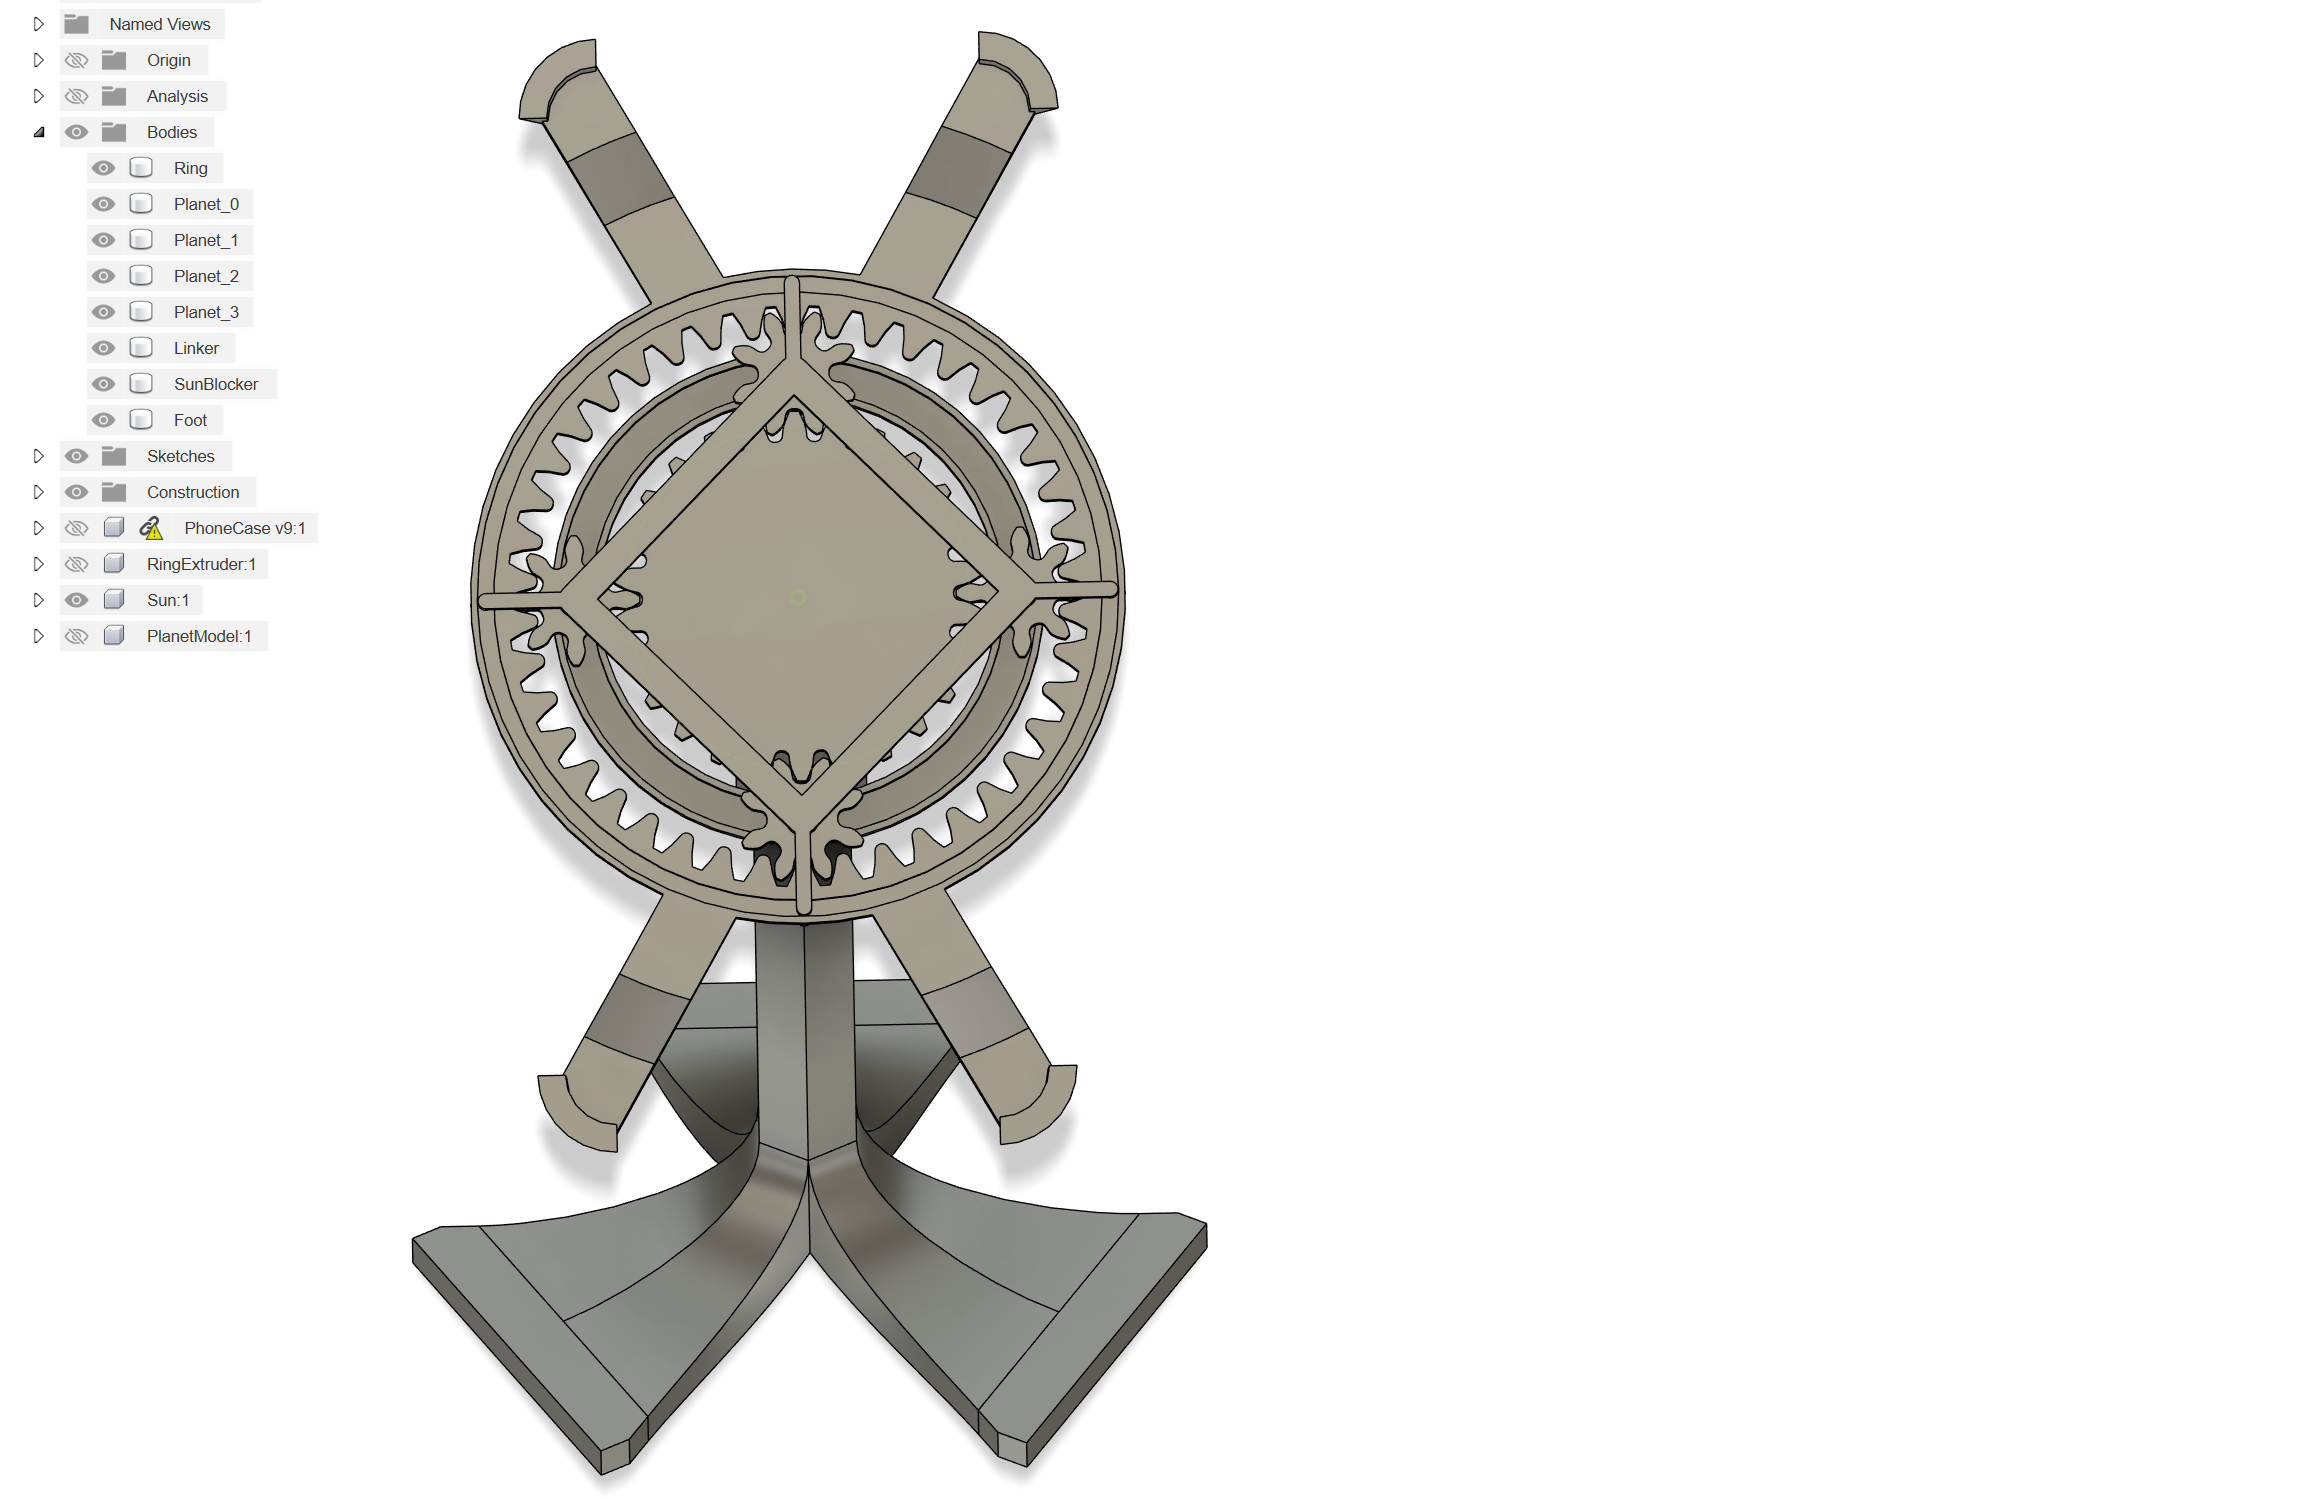 Named Views
Origin
Analysis
Bodies
Ring
Planet_0
Planet_1
Planet_2
Planet_3
Linker
SunBlocker
Foot
Sketches
Construction
PhoneCase v9:1
RingExtruder:1
Sun:1
PlanetModel:1